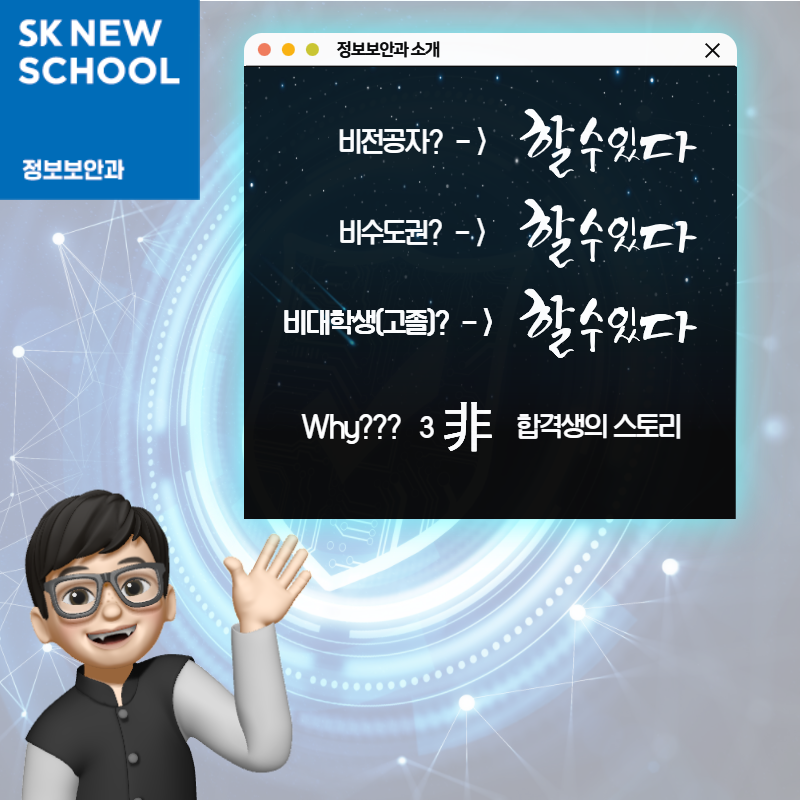 SK NEW
SCHOOL
정보보안과
정보보안과 소개
비전공자? -> 할 수 있다
비수도권? -> 할 수 있다
비대학생(고졸)? -> 할 수 있다
Why??? 3 非 합격생의 스토리